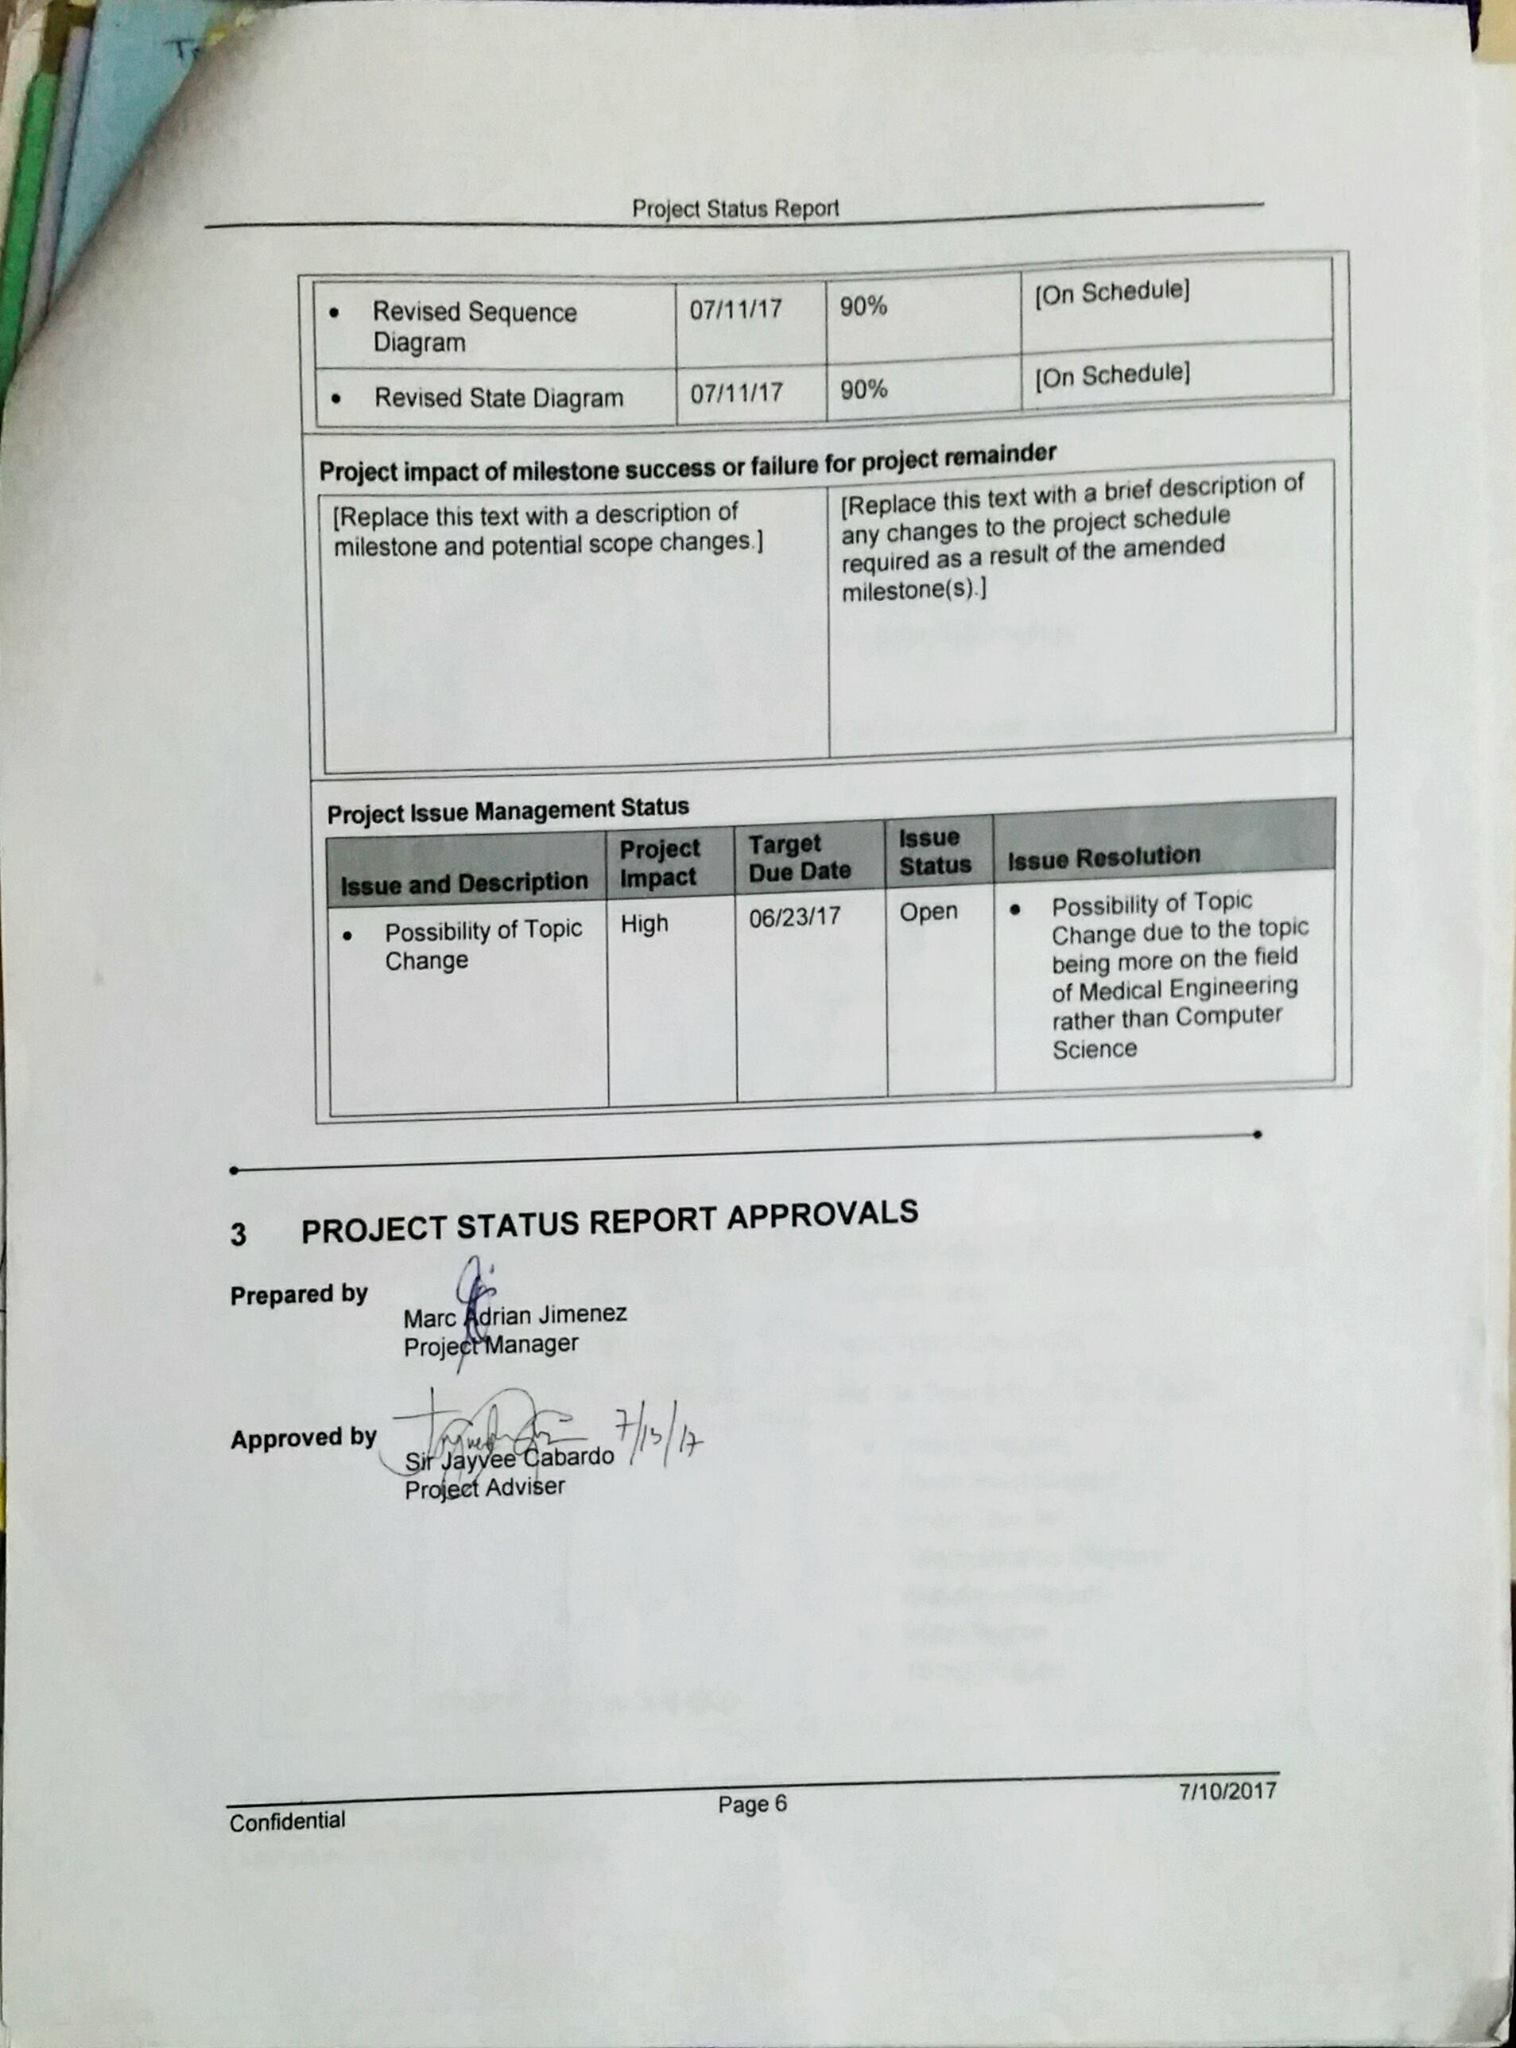 Project Status Report
• Revised Sequence
Diagram
07/11/17
90%
[On Schedule]
• Revised State Diagram
07/11/17
90%
[On Schedule]
Project impact of milestone success or failure for project remainder
[Replace this text with a description of
milestone and potential scope changes.]
[Replace this text with a brief description of
any changes to the project schedule
required as a result of the amended
milestone(s).]
Project Issue Management Status
Issue and Description
Project
Impact
Target
Due Date
Issue
Status
Issue Resolution
• Possibility of Topic
Change
High
06/23/17
Open
• Possibility of Topic
Change due to the topic
being more on the field
of Medical Engineering
rather than Computer
Science
3 PROJECT STATUS REPORT APPROVALS
Prepared by
Marc Adrian Jimenez
Project Manager
Approved by
7/13/17
Sir Jayvee Cabardo
Project Adviser
Confidential
Page 6
7/10/2017